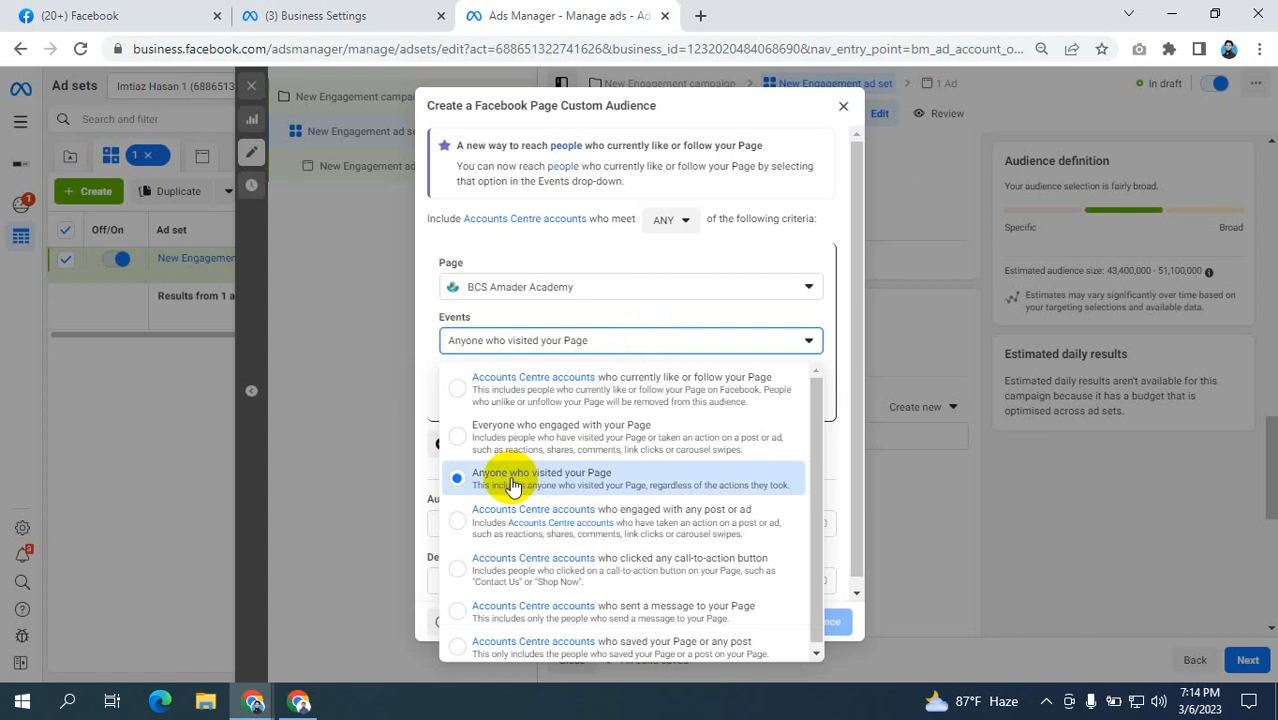 (20+) Facebook
(3) Business Settings
Ads Manager - Manage ads - Ad
business.facebook.com/adsmanager/manage/adsets/edit?act=688651322741626&business_id=1232020484068690&nav_entry_point=bm_ad_account_o...
Ad sets
Imtiaz Hasan 1 (68865
New Engagement campa
New Engagement campaign
New Engagement ad set
1 Ad
In draft
Search and filter
Create a Facebook Page Custom Audience
Edit
Review
New Engagement ad se
1
New Engagement ad
A new way to reach people who currently like or follow your Page
You can now reach people who currently like or follow your Page by selecting
that option in the Events drop-down.
Audience definition
Your audience selection is fairly broad.
Create
Duplicate
Include Accounts Centre accounts who meet
ANY
of the following criteria:
Off/On
Ad set
Specific
Broad
New Engagemen
Results from 1 a
Page
BCS Amader Academy
Estimated audience size: 43,400,000 - 51,100,000
Estimates may vary significantly over time based on
your targeting selections and available data.
Events
Anyone who visited your Page
Estimated daily results
Estimated daily results aren't available for this
campaign because it has a budget that is
optimised across ad sets.
Accounts Centre accounts who currently like or follow your Page
This includes people who currently like or follow your Page on Facebook. People
who unlike or unfollow your Page will be removed from this audience.
Create new
Everyone who engaged with your Page
Includes people who have visited your Page or taken an action on a post or ad,
such as reactions, shares, comments, link clicks or carousel swipes.
Anyone who visited your Page
This includes anyone who visited your Page, regardless of the actions they took.
Au
Accounts Centre accounts who engaged with any post or ad
Includes Accounts Centre accounts who have taken an action on a post or ad,
such as reactions, shares, comments, link clicks or carousel swipes.
De
Accounts Centre accounts who clicked any call-to-action button
Includes people who clicked on a call-to-action button on your Page, such as
"Contact Us" or "Shop Now".
Accounts Centre accounts who sent a message to your Page
This includes only the people who send a message to your Page.
nce
Accounts Centre accounts who saved your Page or any post
This only includes the people who saved your Page or a post on your Page.
Back
Next
87°F Haze
7:14 PM
3/6/2023